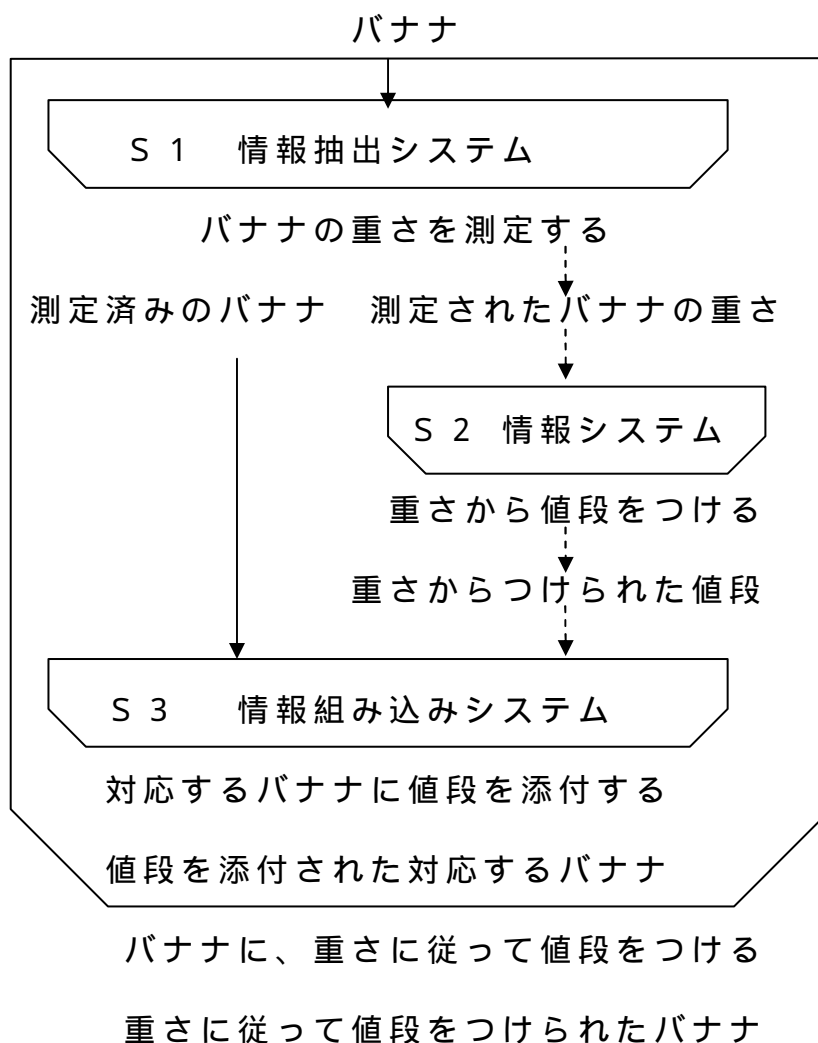 バナナ
S1 情報抽出システム
バナナの重さを測定する
測定済みのバナナ 測定されたバナナの重さ
S2 情報システム
重さから値段をつける
重さからつけられた値段
S3 情報組み込みシステム
対応するバナナに値段を添付する
値段を添付された対応するバナナ
バナナに、重さに従って値段をつける
重さに従って値段をつけられたバナナ